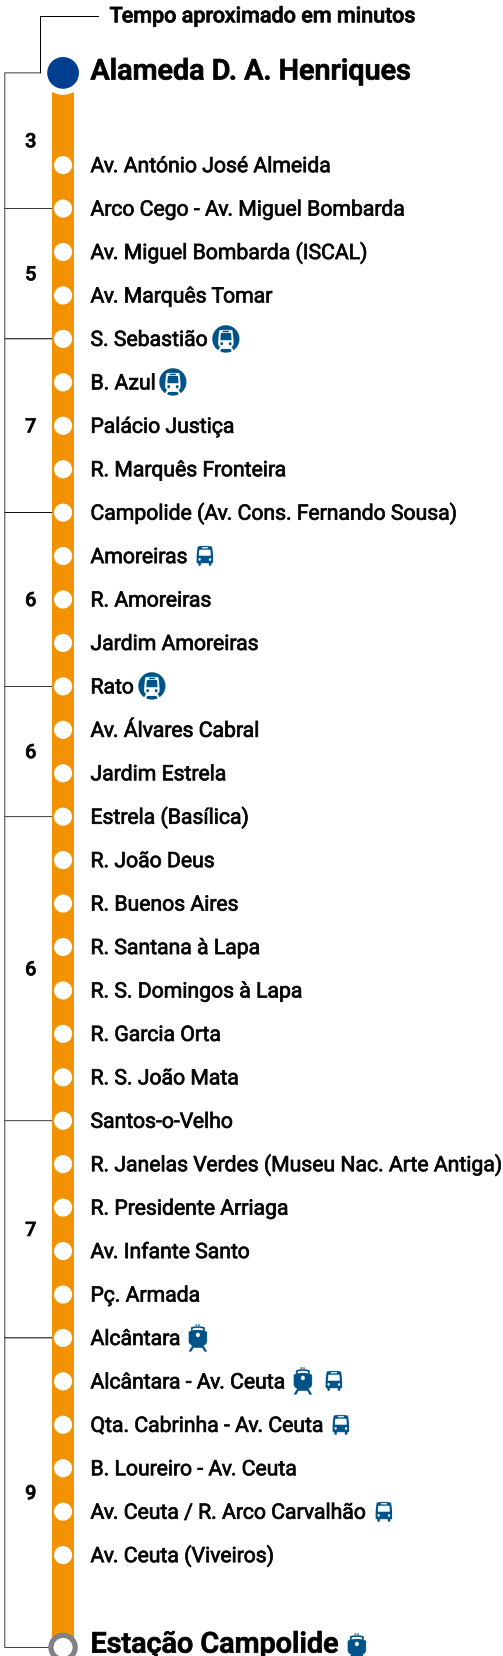 Tempo aproximado em minutos
Alameda D. A. Henriques
3
Av. António José Almeida
Arco Cego - Av. Miguel Bombarda
Av. Miguel Bombarda (ISCAL)
5
Av. Marquês Tomar
S. Sebastião
B. Azul
7
Palácio Justiça
R. Marquês Fronteira
Campolide (Av. Cons. Fernando Sousa)
Amoreiras
6
R. Amoreiras
Jardim Amoreiras
Rato
Av. Álvares Cabral
6
Jardim Estrela
Estrela (Basílica)
R. João Deus
R. Buenos Aires
R. Santana à Lapa
6
R. S. Domingos à Lapa
R. Garcia Orta
R. S. João Mata
Santos-o-Velho
R. Janelas Verdes (Museu Nac. Arte Antiga)
R. Presidente Arriaga
7
Av. Infante Santo
Pç. Armada
Alcântara
Alcântara - Av. Ceuta
Qta. Cabrinha - Av. Ceuta
B. Loureiro - Av. Ceuta
9
Av. Ceuta / R. Arco Carvalhão
Av. Ceuta (Viveiros)
Estação Campolide